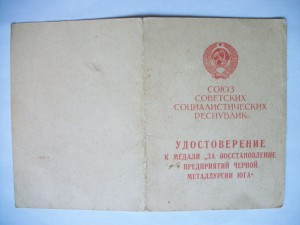 СОЮЗ
СОВЕТСКИХ
СОЦИАЛИСТИЧЕСКИХ
РЕСПУБЛИК
УДОСТОВЕРЕНИЕ
К МЕДАЛИ „ЗА ВОССТАНОВЛЕНИЕ
ПРЕДПРИЯТИЙ ЧЕРНОЙ
МЕТАЛЛУРГИИ ЮГА“